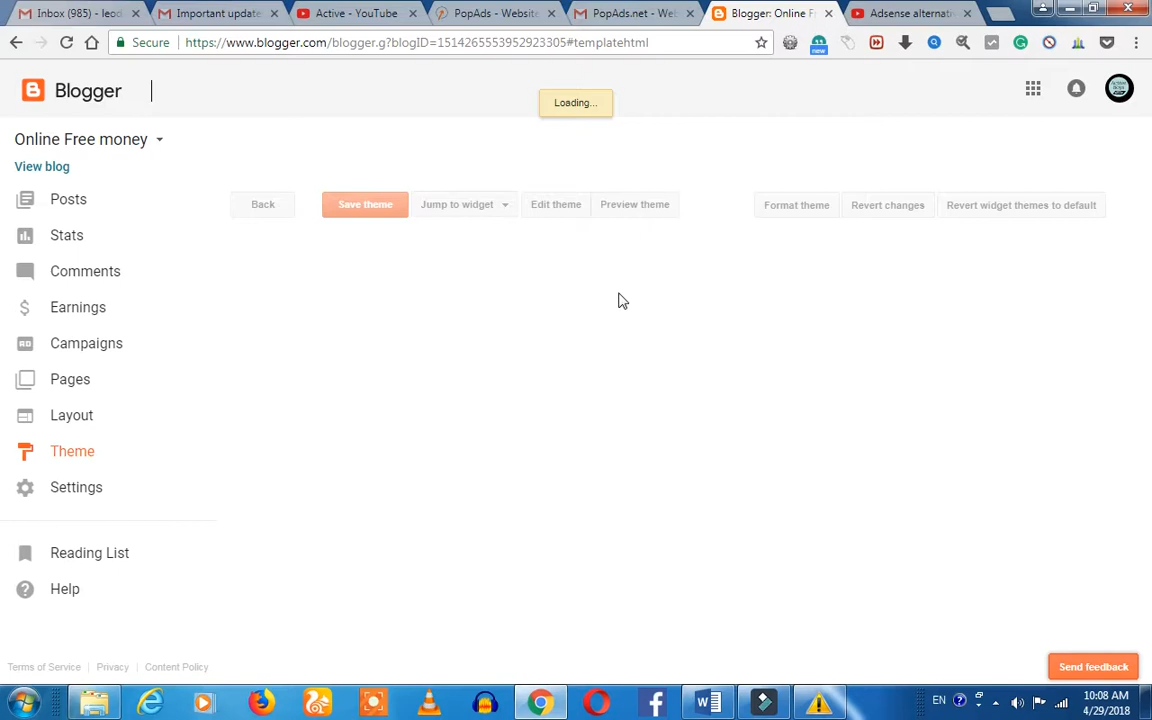 Inbox (985) - leod
Important update
Active - YouTube
PopAds - Website
PopAds.net - Web
Blogger: Online F
Adsense alternati
Secure
https://www.blogger.com/blogger.g?blogID=1514265553952923305#templatehtml
new
Blogger
Loading...
Online Free money
View blog
Posts
Stats
Comments
Earnings
Campaigns
Pages
Layout
Theme
Settings
Reading List
Help
Back
Save theme
Jump to widget
Edit theme
Preview theme
Format theme
Revert changes
Revert widget themes to default
Terms of Service
Privacy
Content Policy
Send feedback
EN
10:08 AM
4/29/2018